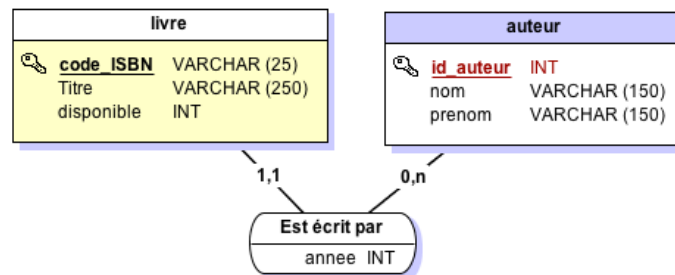 livre
code_ISBN VARCHAR (25)
Titre VARCHAR (250)
disponible INT
auteur
id_auteur INT
nom VARCHAR (150)
prenom VARCHAR (150)
1,1
0,n
Est écrit par
annee INT